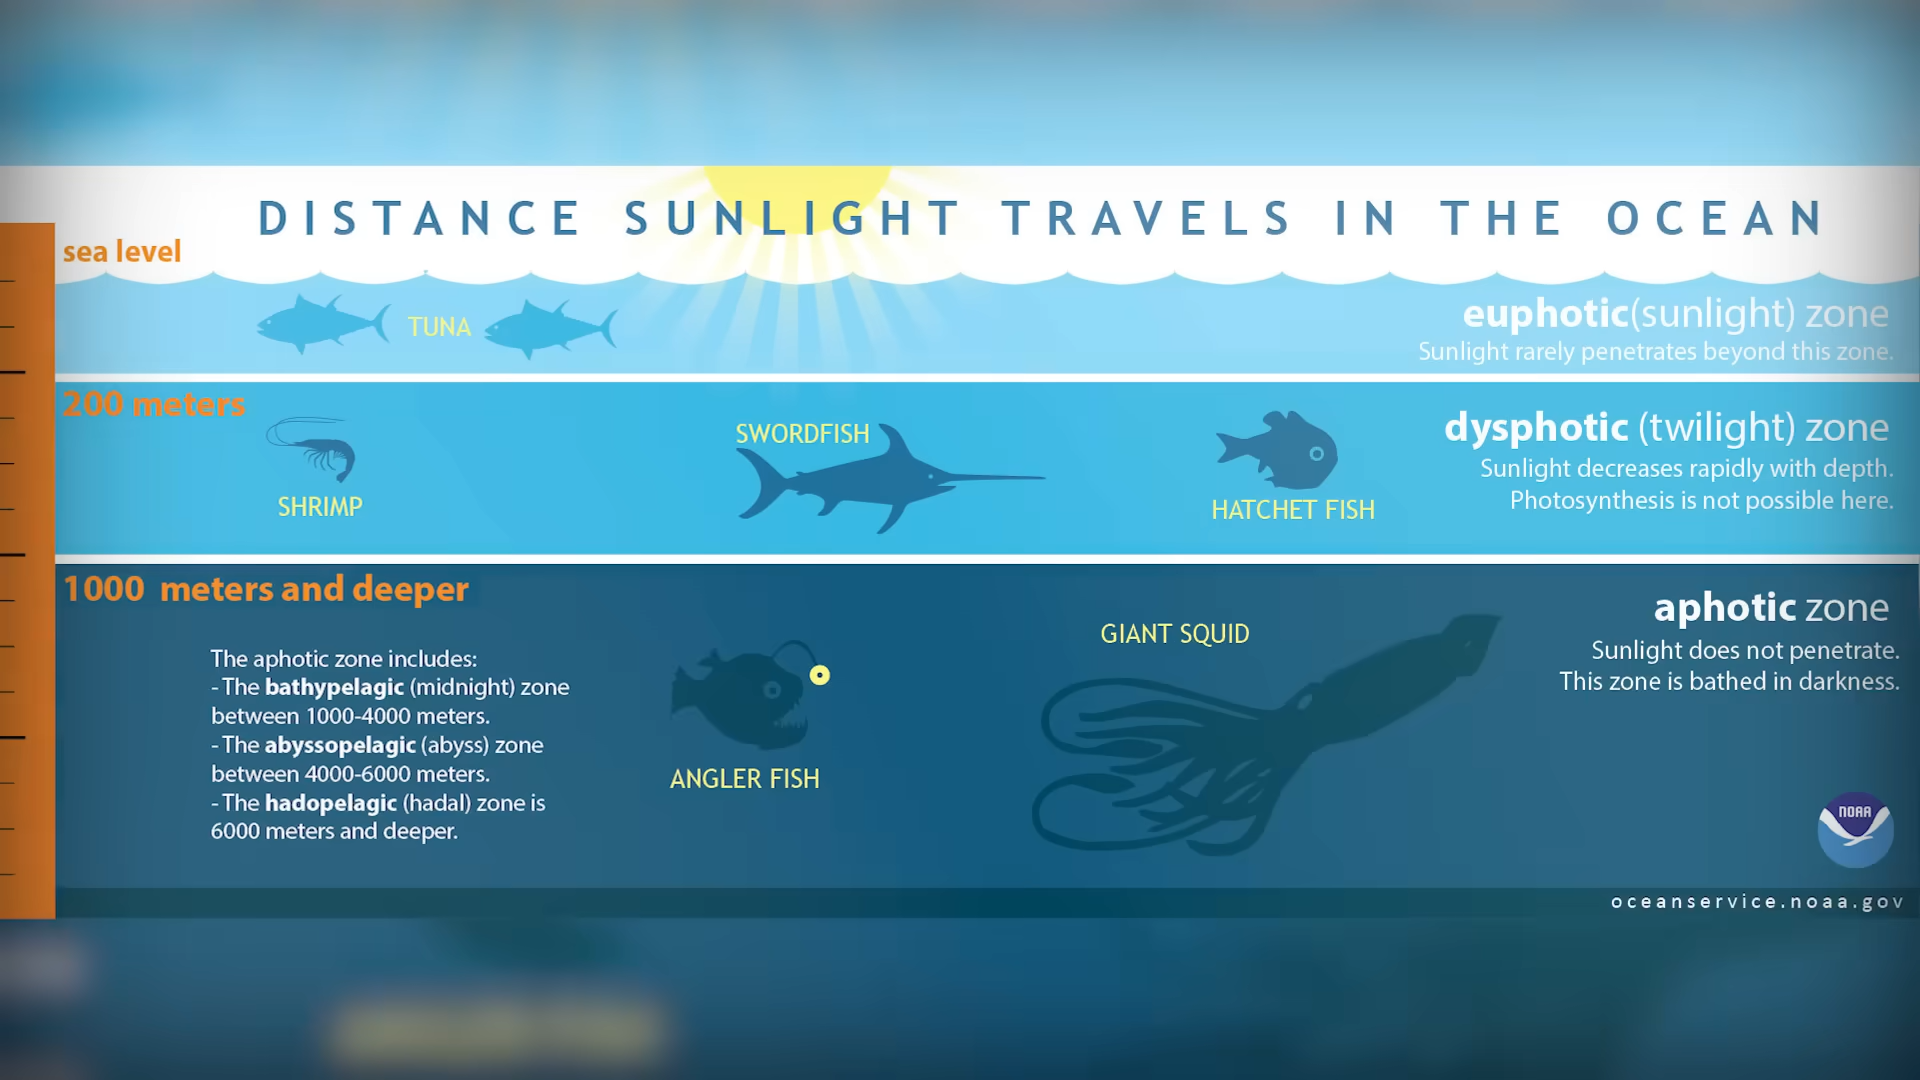 DISTANCE SUNLIGHT TRAVELS IN THE OCEAN
sea level
TUNA
euphotic(sunlight) zone
Sunlight rarely penetrates beyond this zone.
200 meters
SHRIMP
SWORDFISH
HATCHET FISH
dysphotic (twilight) zone
Sunlight decreases rapidly with depth.
Photosynthesis is not possible here.
1000 meters and deeper
The aphotic zone includes:
- The bathypelagic (midnight) zone
between 1000-4000 meters.
- The abyssopelagic (abyss) zone
between 4000-6000 meters.
- The hadopelagic (hadal) zone is
6000 meters and deeper.
ANGLER FISH
GIANT SQUID
aphotic zone
Sunlight does not penetrate.
This zone is bathed in darkness.
NOAA
oceanservice.noaa.gov